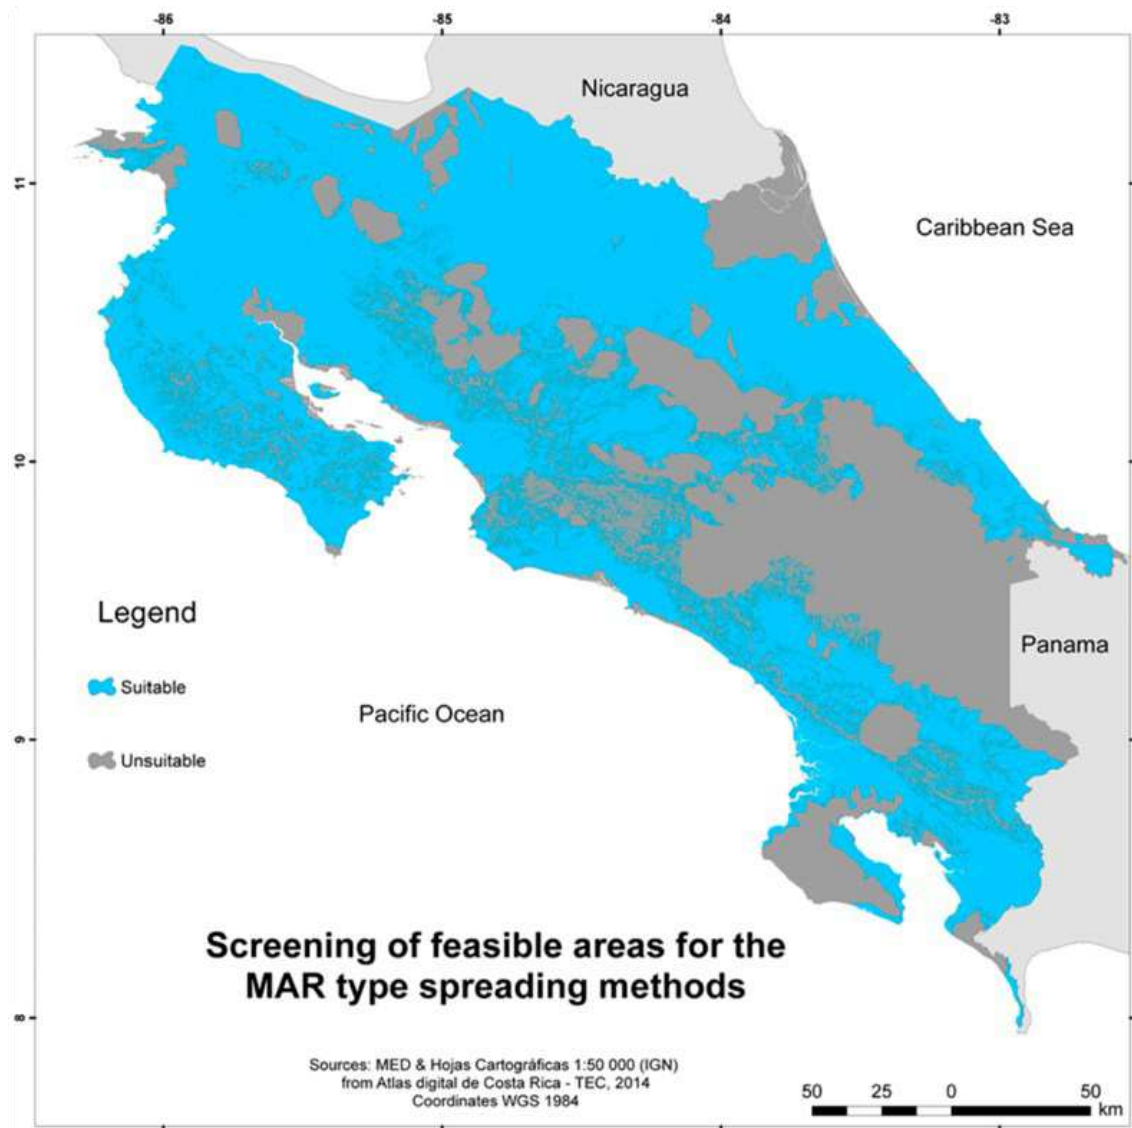 -86
-85
-84
-83
Nicaragua
11
Caribbean Sea
10
Legend
Panama
Suitable
Pacific Ocean
9
Unsuitable
Screening of feasible areas for the
MAR type spreading methods
8
Sources: MED & Hojas Cartográficas 1:50 000 (IGN)
from Atlas digital de Costa Rica - TEC, 2014
Coordinates WGS 1984
50 25 0 50
km